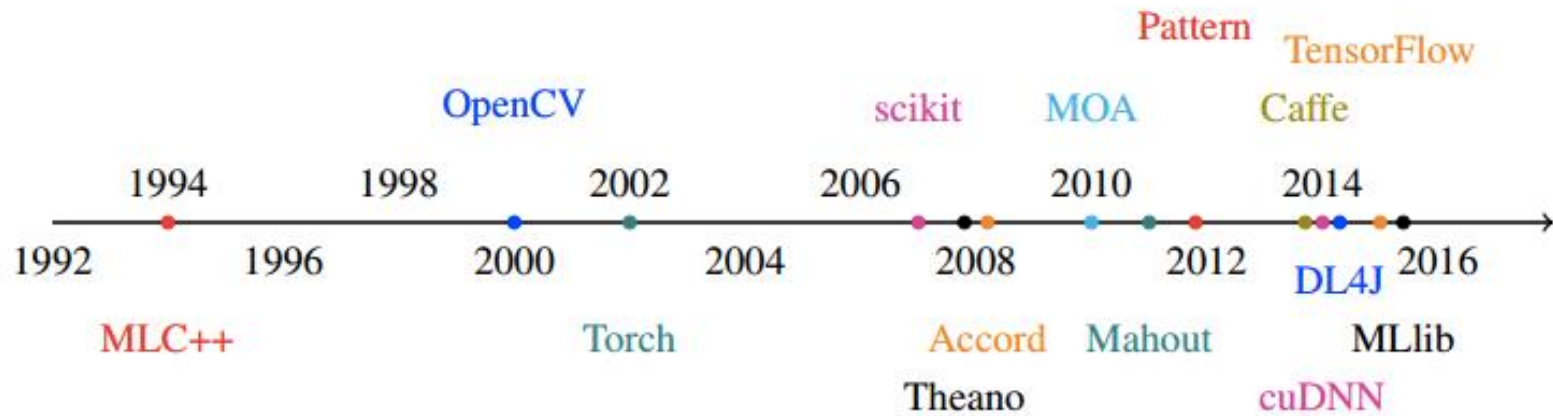 Pattern
TensorFlow
OpenCV scikit MOA Caffe
1994 1998 2002 2006 2010 2014
1992 1996 2000 2004 2008 2012 2016
DL4J
MLC++ Torch Accord Mahout MLlib
Theano cuDNN